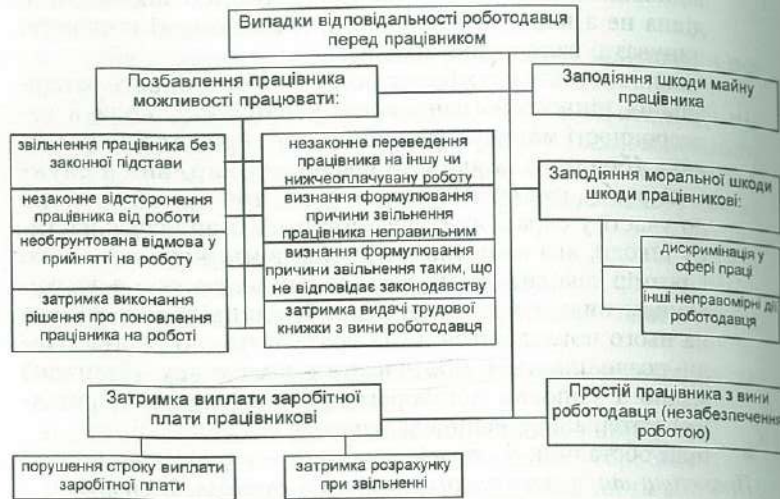 Випадки відповідальності роботодавця
перед працівником
Позбавлення працівника
можливості працювати:
Заподіяння шкоди майну
працівника
звільнення працівника без
законної підстави
незаконне переведення
працівника на іншу чи
нижчеоплачувану роботу
незаконне відсторонення
працівника від роботи
визнання формулювання
причини звільнення
працівника неправильним
необгрунтована відмова у
прийнятті на роботу
визнання формулювання
причини звільнення таким, що
не відповідає законодавству
затримка виконання
рішення про поновлення
працівника на роботі
затримка видачі трудової
книжки з вини роботодавця
Заподіяння моральної шкоди
шкоди працівникові:
дискримінація у
сфері праці
інші неправомірні дії
роботодавця
Затримка виплати заробітної
плати працівникові
Простій працівника з вини
роботодавця (незабезпечення
роботою)
порушення строку виплати
заробітної плати
затримка розрахунку
при звільненні